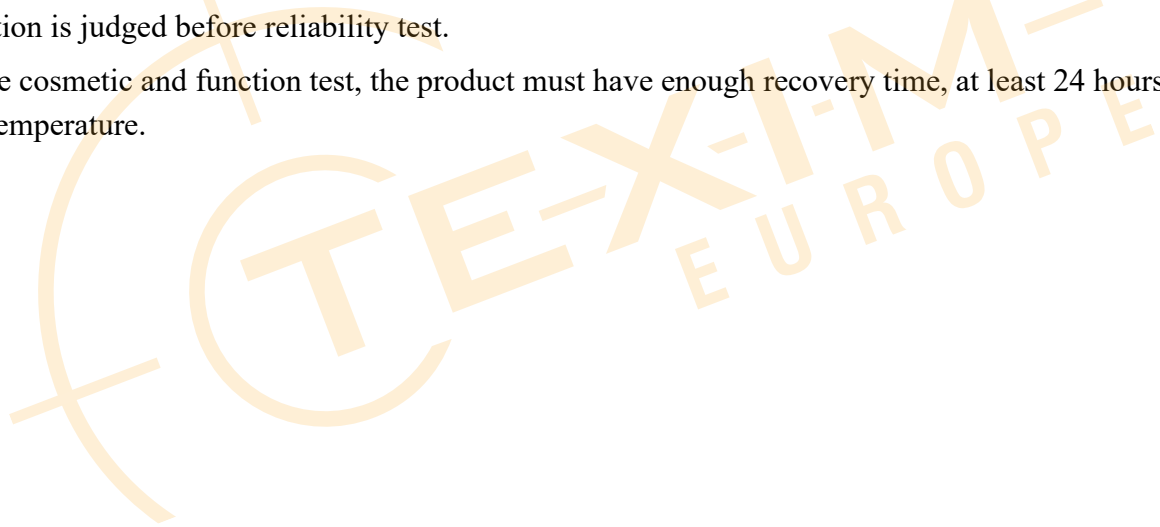 tion is judged before reliability test.
e cosmetic and function test, the product must have enough recovery time, at least 24 hours
emperature.
TEXIM
EUROPE